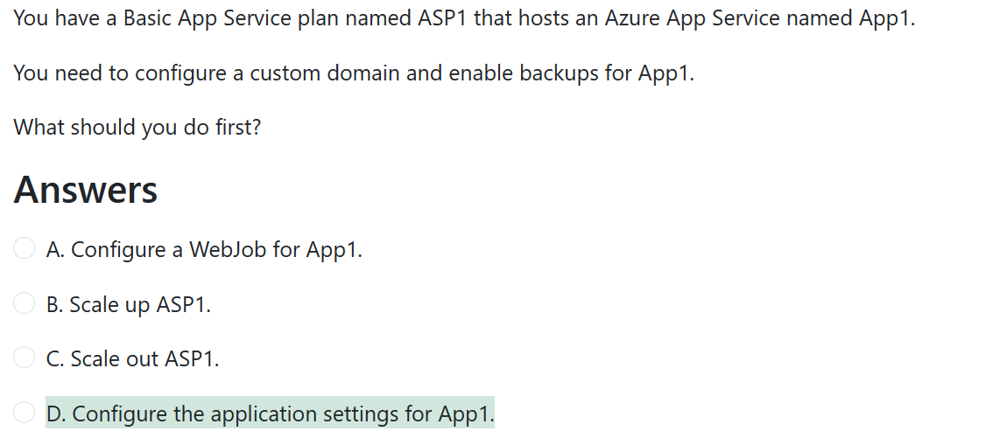 You have a Basic App Service plan named ASP1 that hosts an Azure App Service named App1.
You need to configure a custom domain and enable backups for App1.
What should you do first?
Answers
A. Configure a WebJob for App1.
B. Scale up ASP1.
C. Scale out ASP1.
D. Configure the application settings for App1.